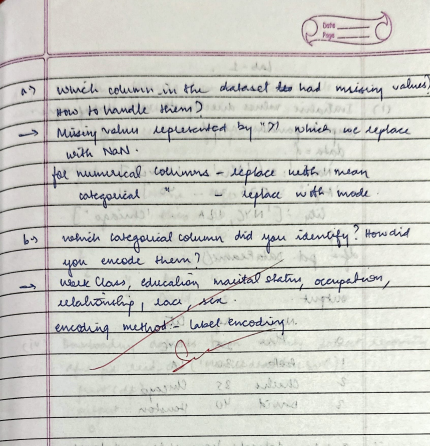 Date
Page
a→ Which column in the dataset had missing values?
How to handle them?
→ Missing values represented by "?" which we replace
with NaN.
for numerical columns - replace with mean
categorical " - replace with mode.
b→ which categorical column did you identify? How did
you encode them?
→ work class, education, marital status, occupation,
relationship, race, sex.
encoding method - Label encoding.